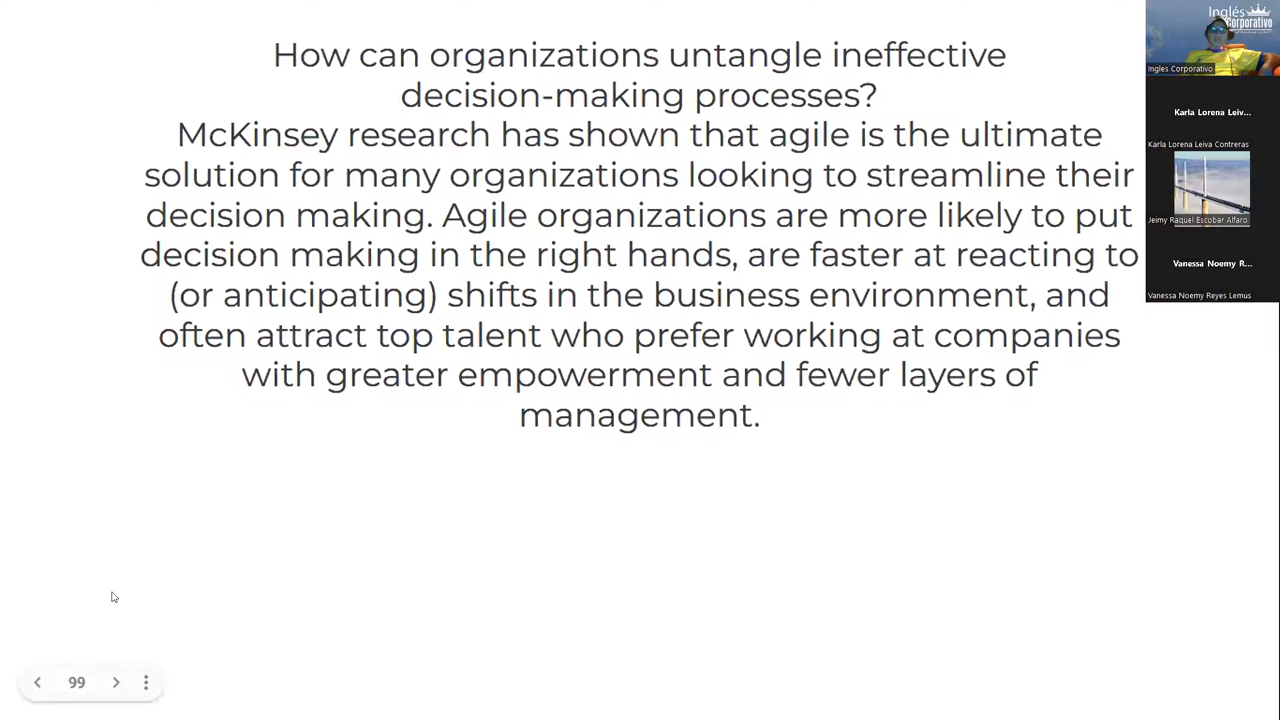 How can organizations untangle ineffective
decision-making processes?
McKinsey research has shown that agile is the ultimate
solution for many organizations looking to streamline their
decision making. Agile organizations are more likely to put
decision making in the right hands, are faster at reacting to
(or anticipating) shifts in the business environment, and
often attract top talent who prefer working at companies
with greater empowerment and fewer layers of
management.
99
Inglés
Corporativo
Ingles Corporativo
Karla Lorena Leiv...
Karla Lorena Leiva Contreras
Jeimy Raquel Escobar Alfaro
Vanessa Noemy R...
Vanessa Noemy Reyes Lemus